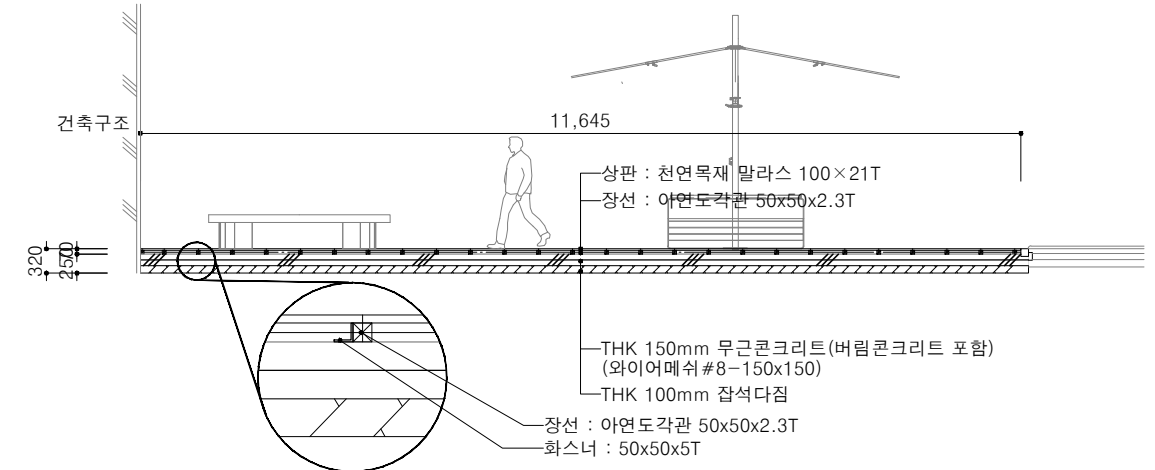 건축구조
11,645
상판 : 천연목재 말라스 100×21T
장선 : 아연도각관 50x50x2.3T
320
250
70
THK 150mm 무근콘크리트(버림콘크리트 포함)
(와이어메쉬#8-150x150)
THK 100mm 잡석다짐
장선 : 아연도각관 50x50x2.3T
화스너 : 50x50x5T